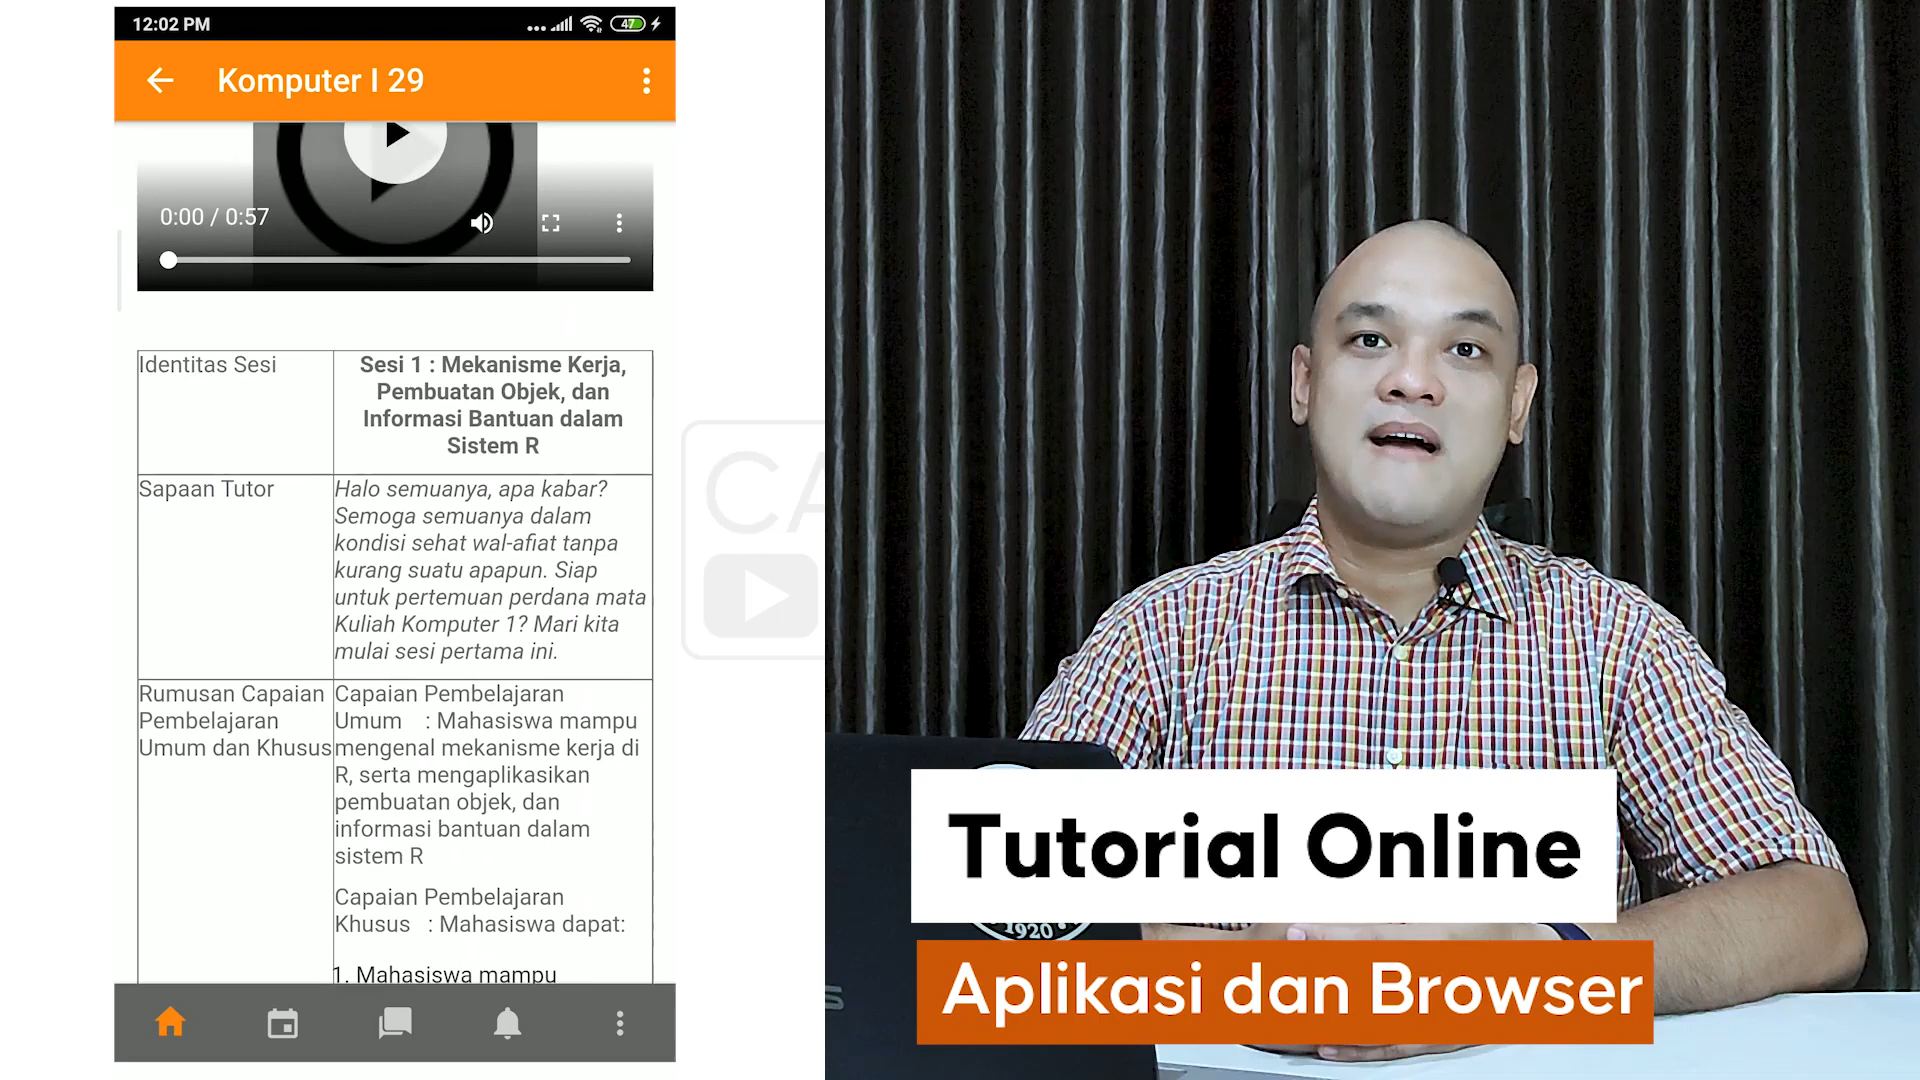 12:02 PM
47
Komputer I 29
0:00 / 0:57
Identitas Sesi
Sesi 1 : Mekanisme Kerja,
Pembuatan Objek, dan
Informasi Bantuan dalam
Sistem R
Sapaan Tutor
Halo semuanya, apa kabar?
Semoga semuanya dalam
kondisi sehat wal-afiat tanpa
kurang suatu apapun. Siap
untuk pertemuan perdana mata
Kuliah Komputer 1? Mari kita
mulai sesi pertama ini.
Rumusan Capaian
Pembelajaran
Umum dan Khusus
Capaian Pembelajaran
Umum : Mahasiswa mampu
mengenal mekanisme kerja di
R, serta mengaplikasikan
pembuatan objek, dan
informasi bantuan dalam
sistem R
Capaian Pembelajaran
Khusus : Mahasiswa dapat:
1. Mahasiswa mampu
CA
Tutorial Online
1920
Aplikasi dan Browser